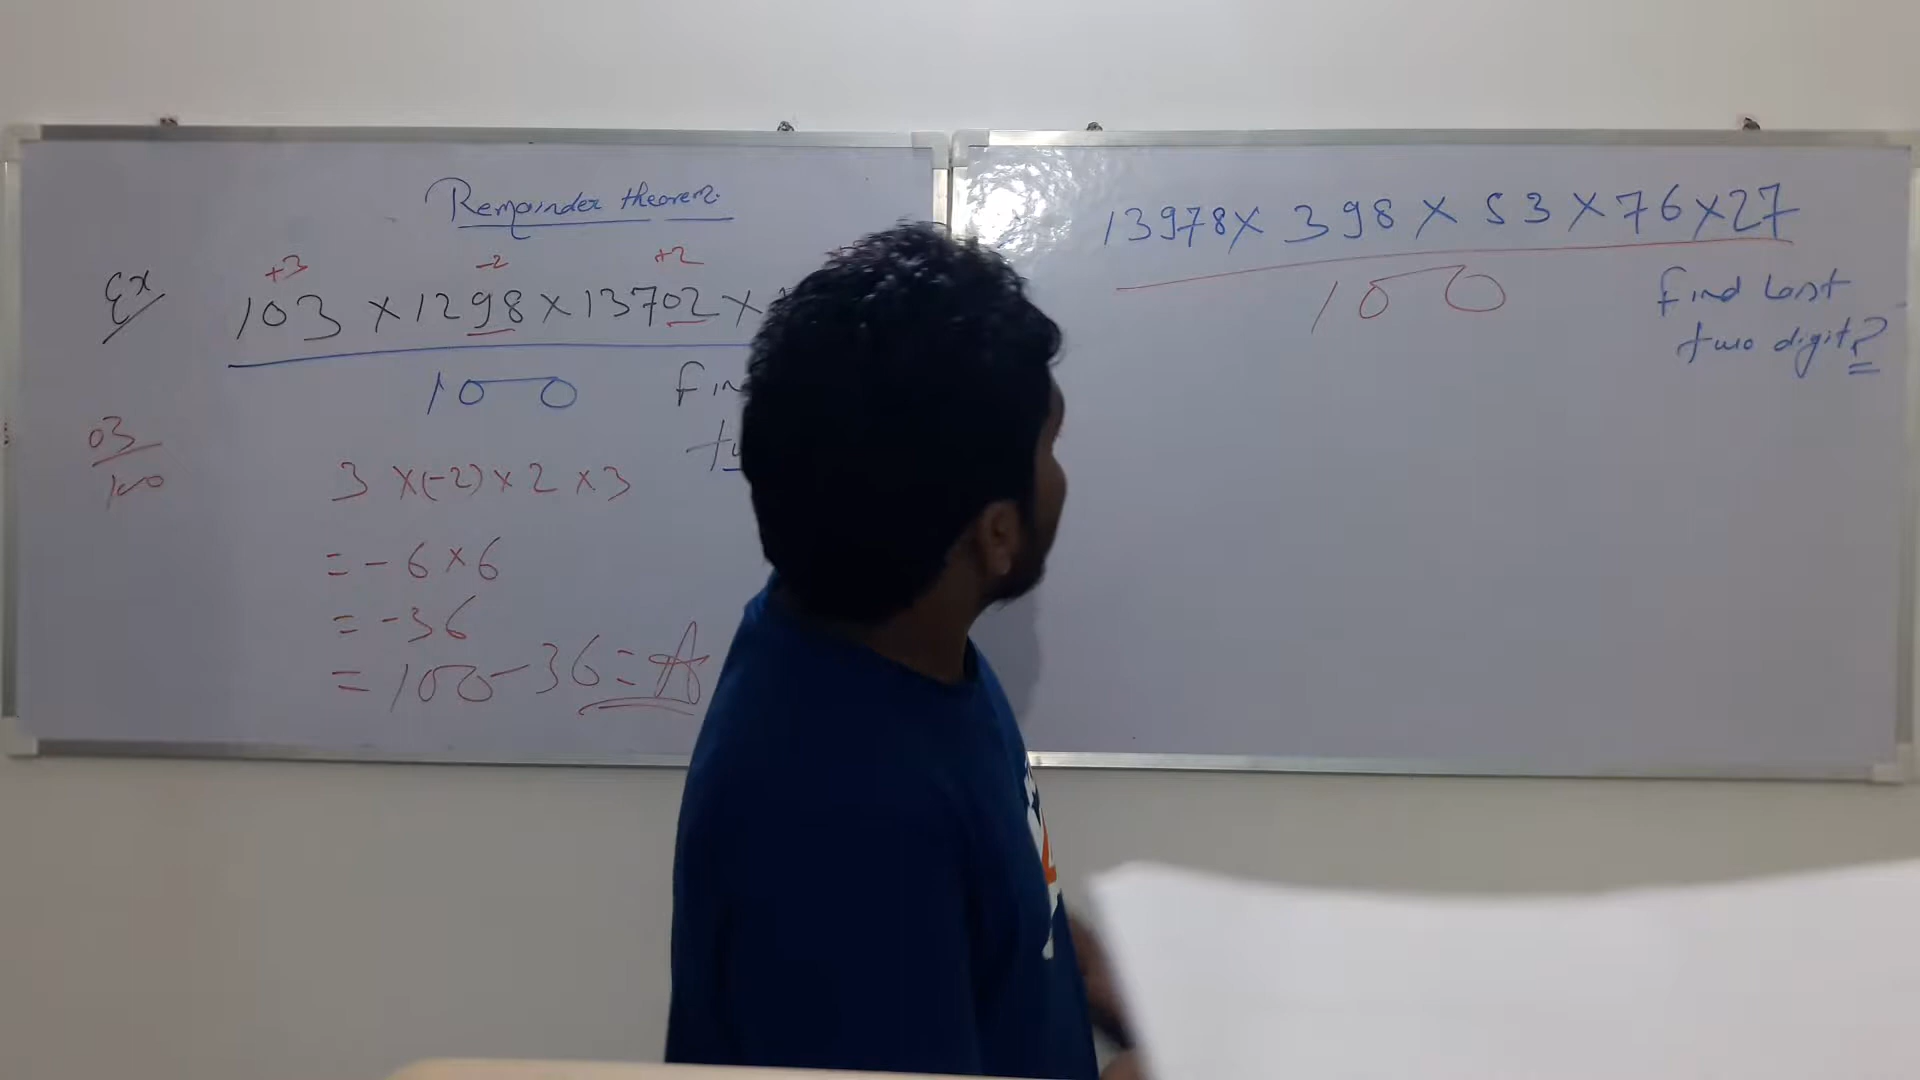 Remainder theorem.
Ex
+3 -2 +2
103 × 1298 × 13702 ×
100
03
100
3 × (-2) × 2 × 3
= - 6 × 6
= -36
= 100 - 36 =
13978 × 398 × 53 × 76 × 27
100
Find Last
two digit?